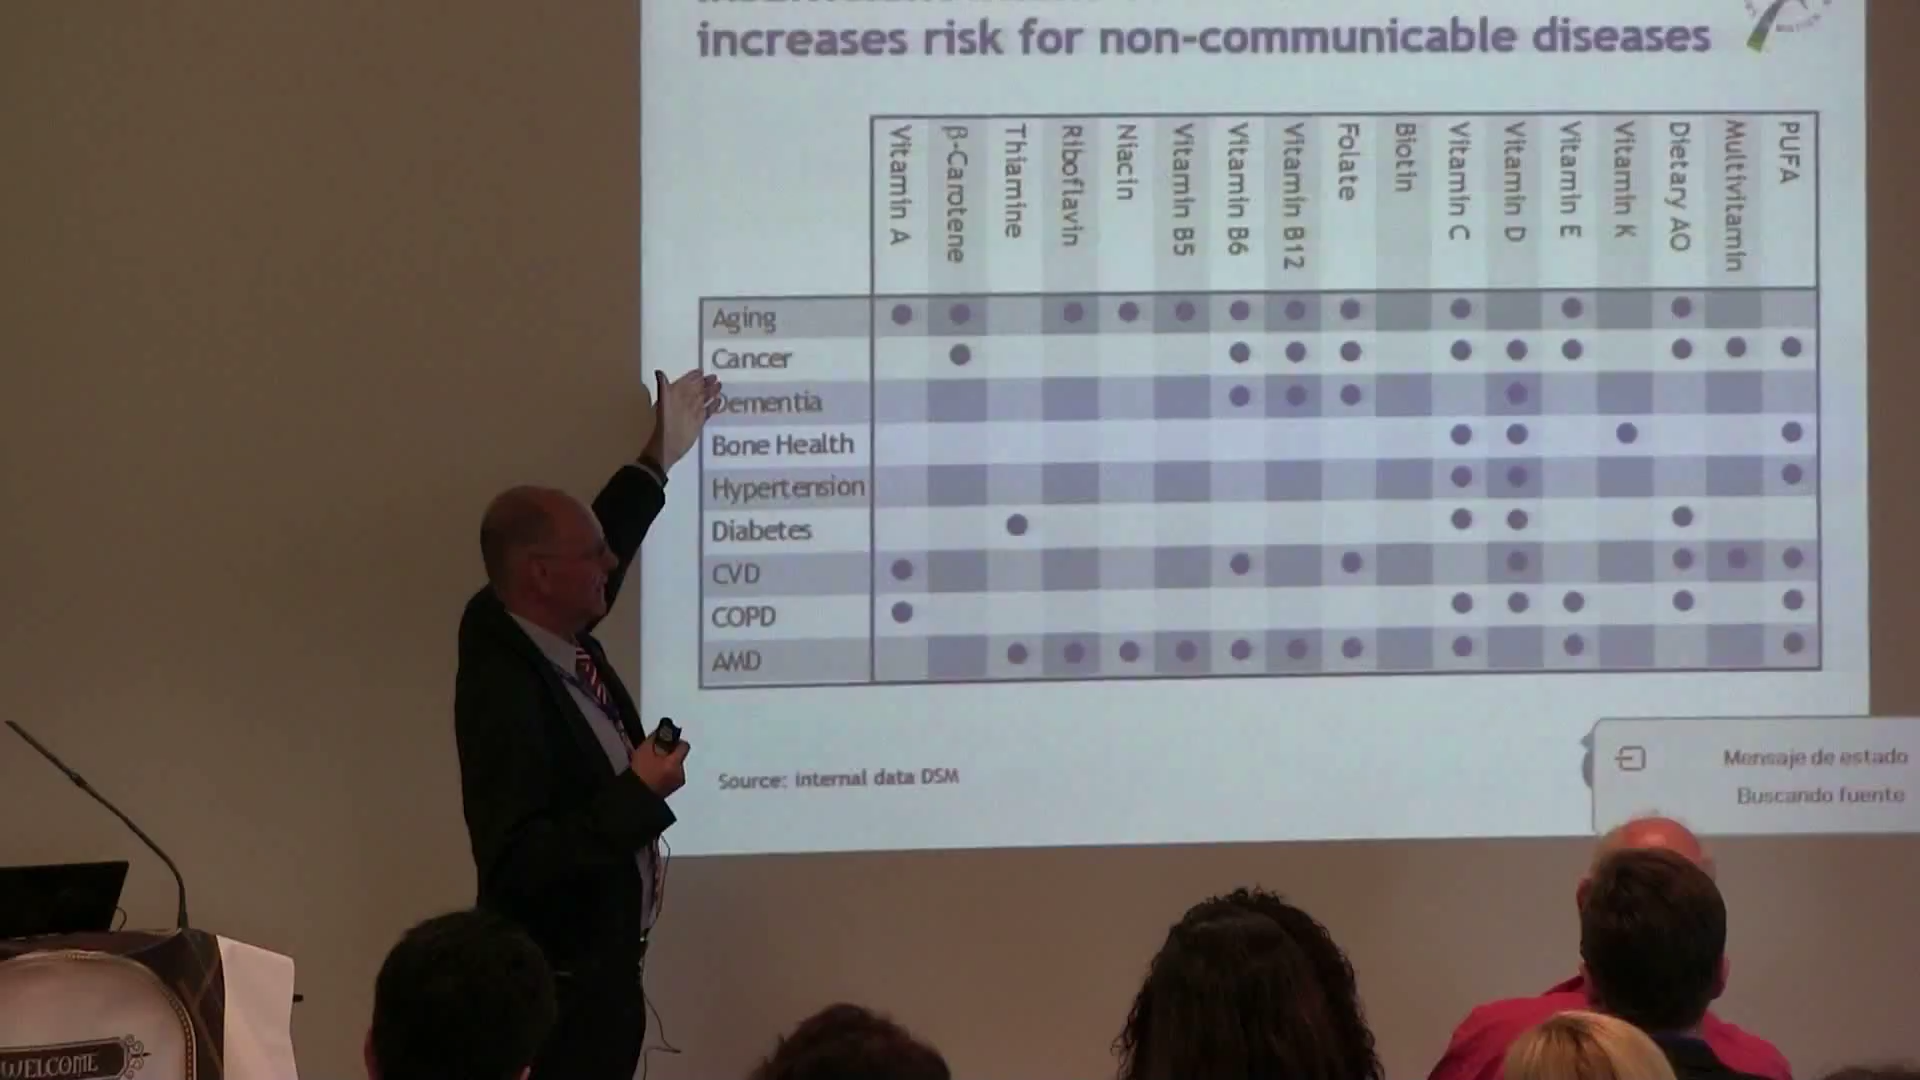 increases risk for non-communicable diseases
Vitamin A
β-Carotene
Thiamine
Riboflavin
Niacin
Vitamin B5
Vitamin B6
Vitamin B12
Folate
Biotin
Vitamin C
Vitamin D
Vitamin E
Vitamin K
Dietary AO
Multivitamin
PUFA
Aging
Cancer
Dementia
Bone Health
Hypertension
Diabetes
CVD
COPD
AMD
Source: internal data DSM
Mensaje de estado
Buscando fuente
WELCOME